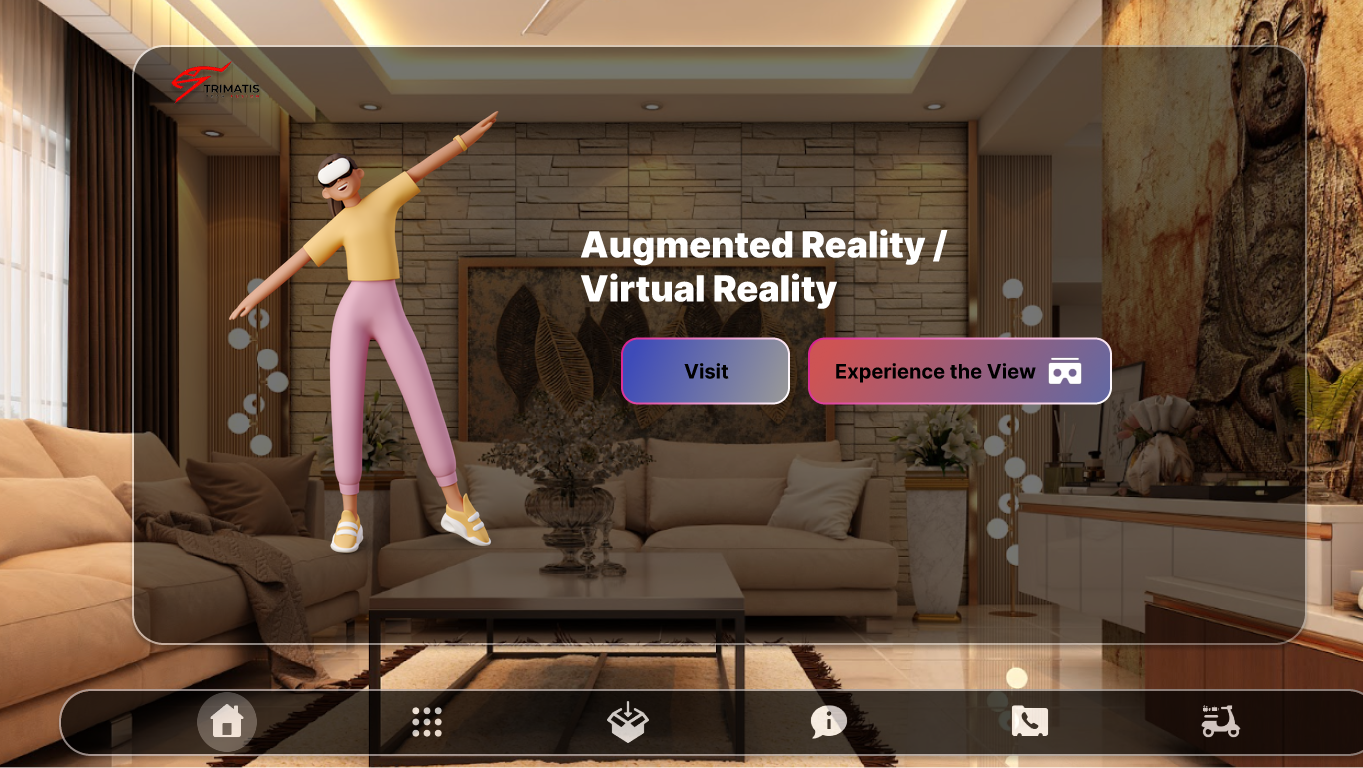 TRIMATIS
Augmented Reality /
Virtual Reality
Visit
Experience the View